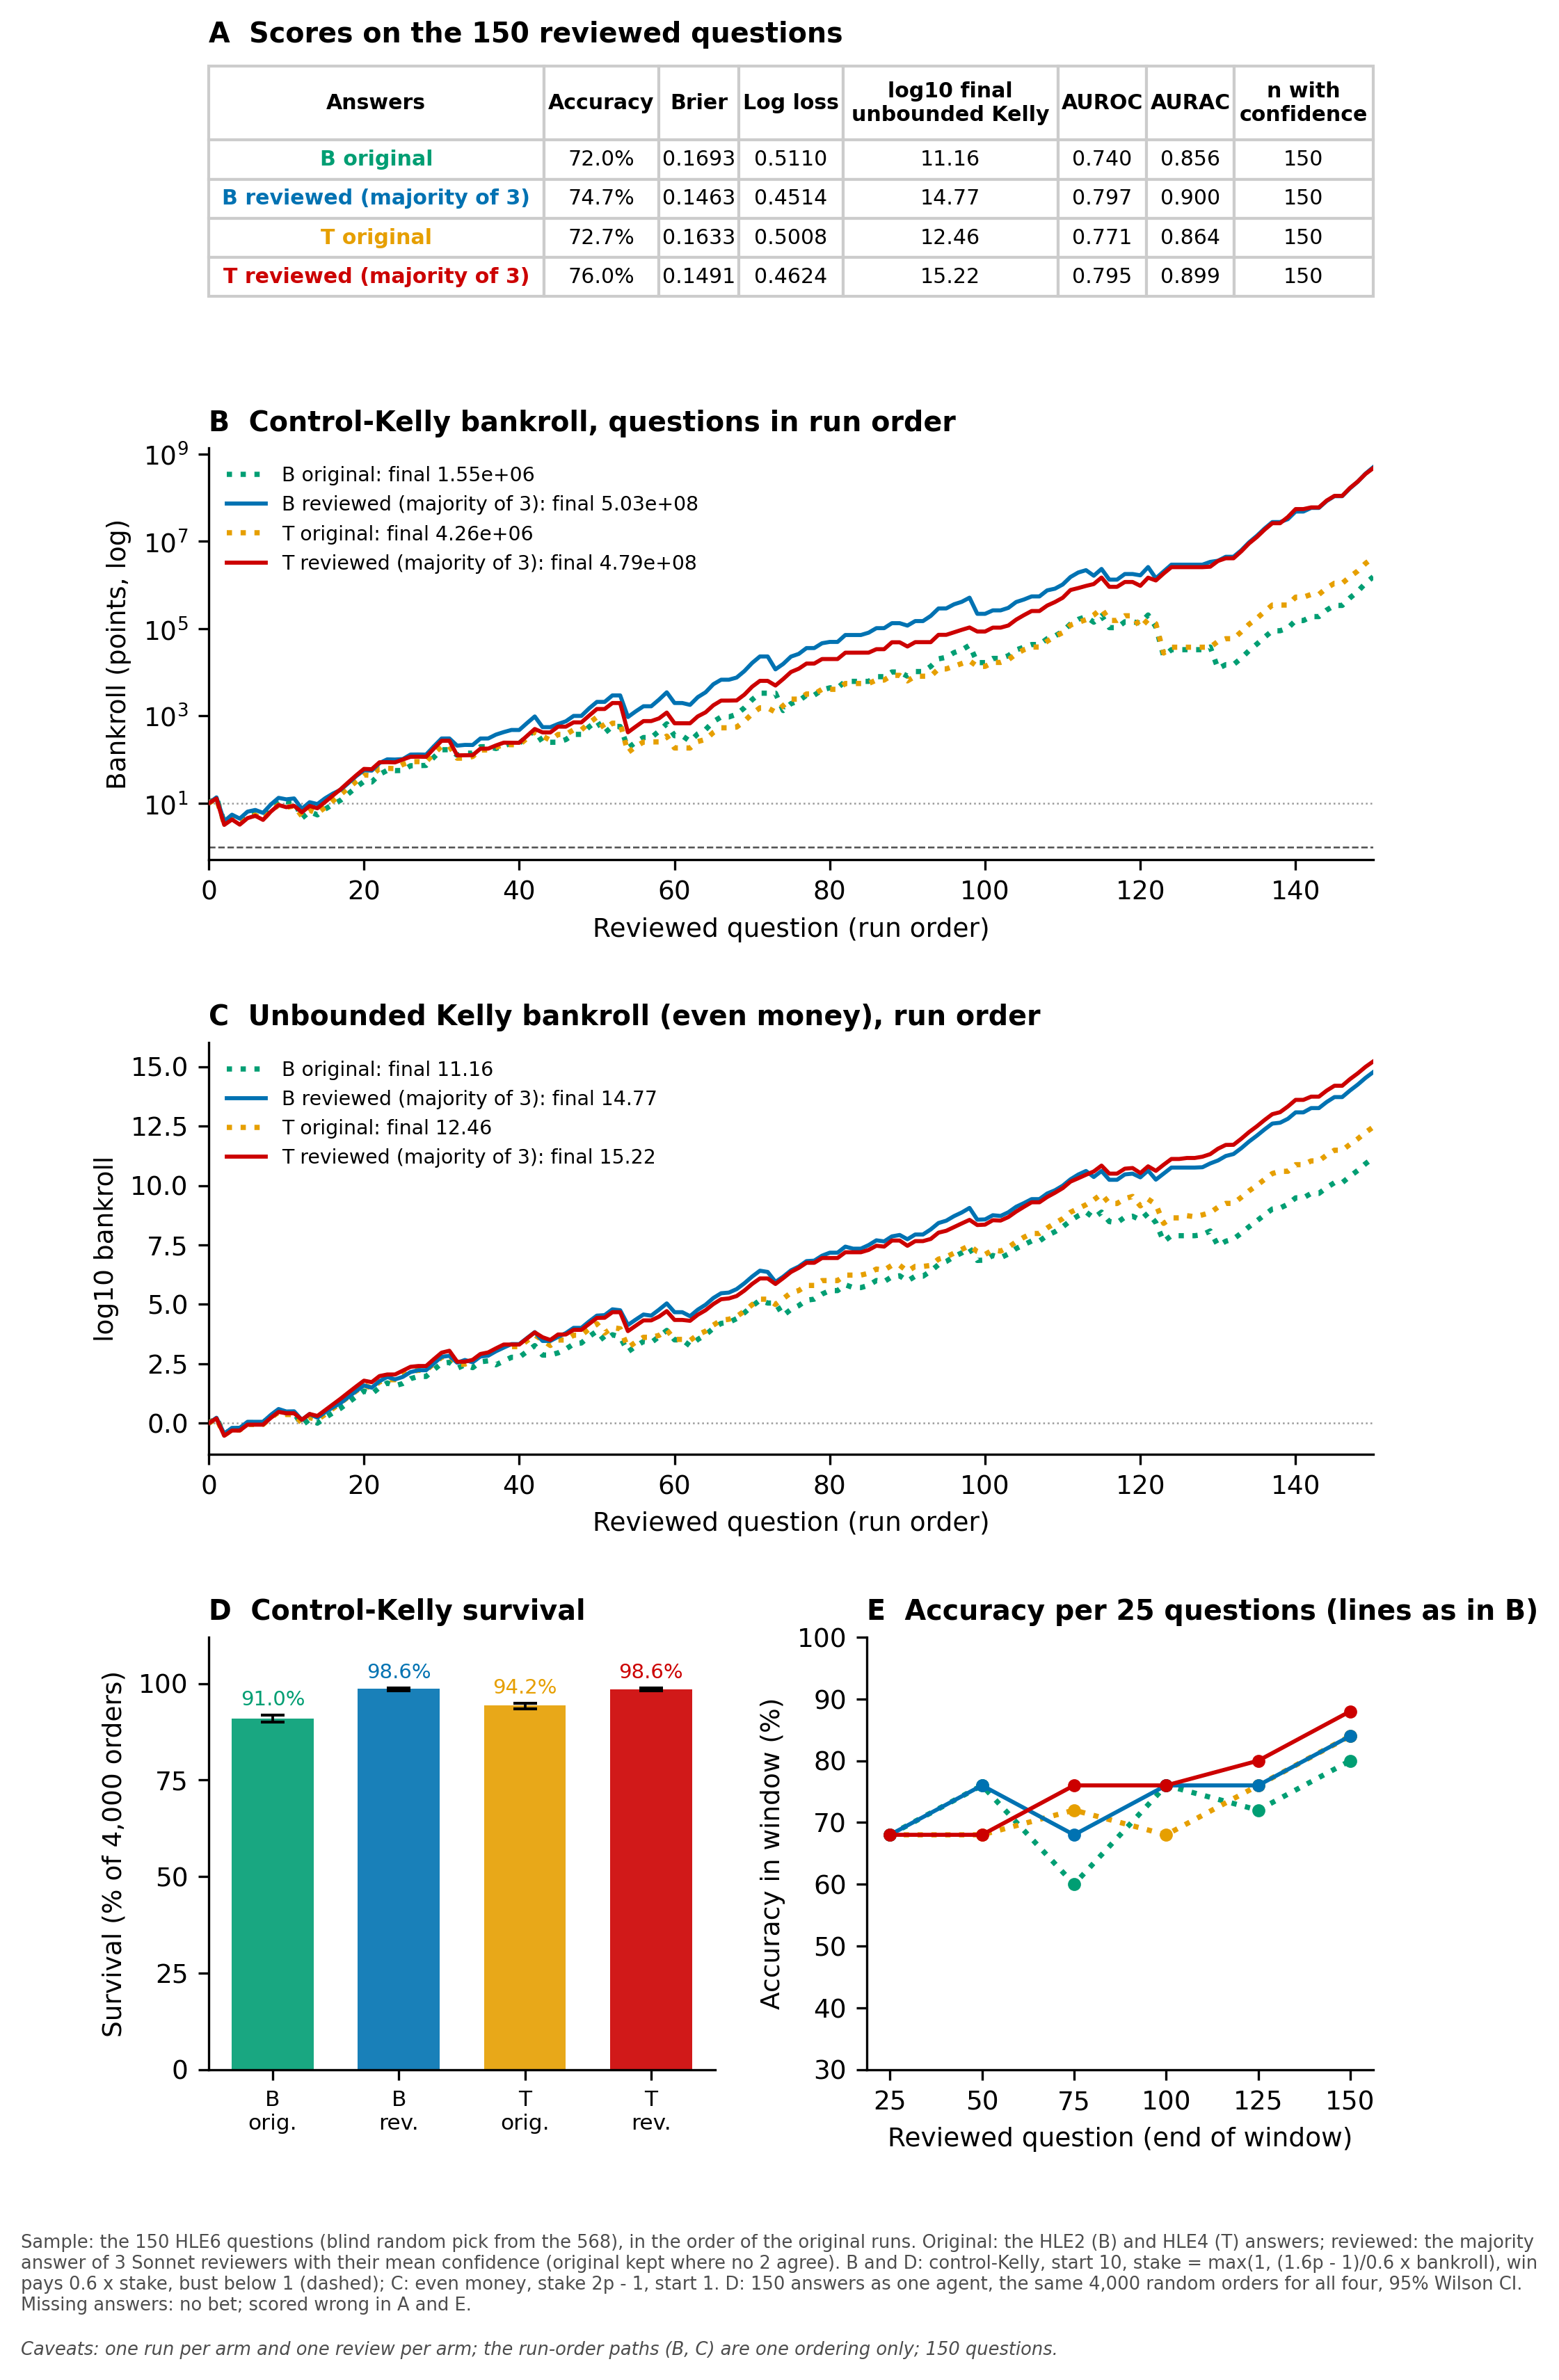 A Scores on the 150 reviewed questions
Answers Accuracy Brier Log loss log10 final unbounded Kelly AUROC AURAC n with confidence
B original 72.0% 0.1693 0.5110 11.16 0.740 0.856 150
B reviewed (majority of 3) 74.7% 0.1463 0.4514 14.77 0.797 0.900 150
T original 72.7% 0.1633 0.5008 12.46 0.771 0.864 150
T reviewed (majority of 3) 76.0% 0.1491 0.4624 15.22 0.795 0.899 150
B Control-Kelly bankroll, questions in run order
Bankroll (points, log)
10⁹
10⁷
10⁵
10³
10¹
B original: final 1.55e+06
B reviewed (majority of 3): final 5.03e+08
T original: final 4.26e+06
T reviewed (majority of 3): final 4.79e+08
0 20 40 60 80 100 120 140
Reviewed question (run order)
C Unbounded Kelly bankroll (even money), run order
log10 bankroll
15.0
12.5
10.0
7.5
5.0
2.5
0.0
B original: final 11.16
B reviewed (majority of 3): final 14.77
T original: final 12.46
T reviewed (majority of 3): final 15.22
0 20 40 60 80 100 120 140
Reviewed question (run order)
D Control-Kelly survival
Survival (% of 4,000 orders)
100
75
50
25
0
91.0% 98.6% 94.2% 98.6%
B orig.
B rev.
T orig.
T rev.
E Accuracy per 25 questions (lines as in B)
Accuracy in window (%)
100
90
80
70
60
50
40
30
25 50 75 100 125 150
Reviewed question (end of window)
Sample: the 150 HLE6 questions (blind random pick from the 568), in the order of the original runs. Original: the HLE2 (B) and HLE4 (T) answers; reviewed: the majority
answer of 3 Sonnet reviewers with their mean confidence (original kept where no 2 agree). B and D: control-Kelly, start 10, stake = max(1, (1.6p - 1)/0.6 x bankroll), win
pays 0.6 x stake, bust below 1 (dashed); C: even money, stake 2p - 1, start 1. D: 150 answers as one agent, the same 4,000 random orders for all four, 95% Wilson CI.
Missing answers: no bet; scored wrong in A and E.
Caveats: one run per arm and one review per arm; the run-order paths (B, C) are one ordering only; 150 questions.